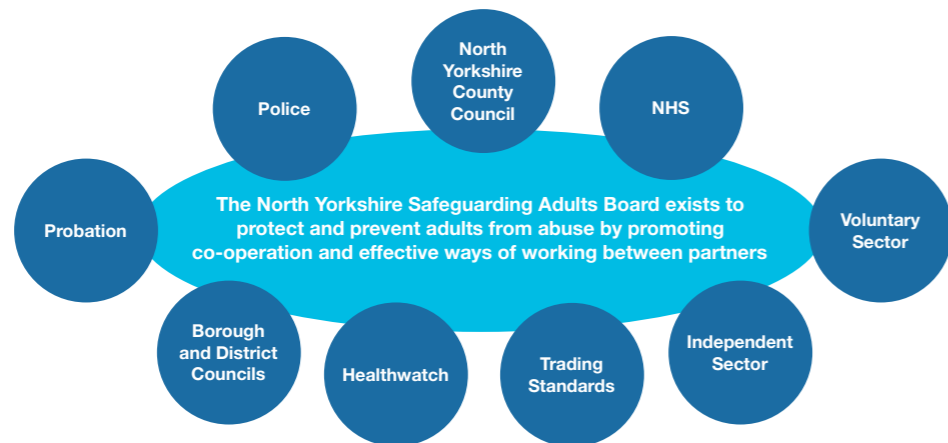 North
Yorkshire
County
Council
Police
NHS
The North Yorkshire Safeguarding Adults Board exists to
protect and prevent adults from abuse by promoting
co-operation and effective ways of working between partners
Probation
Voluntary
Sector
Borough
and District
Councils
Healthwatch
Trading
Standards
Independent
Sector